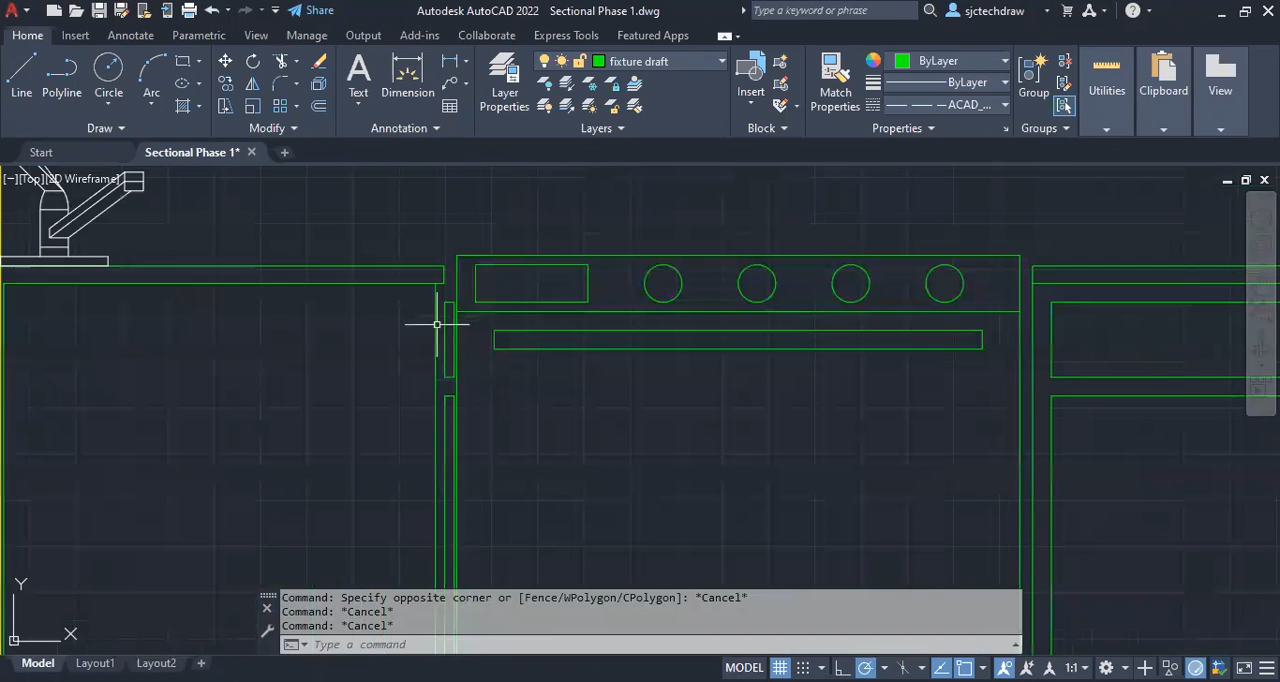 Share
Autodesk AutoCAD 2022 Sectional Phase 1.dwg
Type a keyword or phrase
sjctechdraw
Home
Insert
Annotate
Parametric
View
Manage
Output
Add-ins
Collaborate
Express Tools
Featured Apps
Line
Polyline
Circle
Arc
Draw
Modify
Text
Dimension
Annotation
Layer
Properties
fixture draft
Layers
Insert
Block
Match
Properties
ByLayer
ByLayer
ACAD_...
Properties
Group
Groups
Utilities
Clipboard
View
Start
Sectional Phase 1*
[−][Top][2D Wireframe]
Y
X
Command: Specify opposite corner or [Fence/WPolygon/CPolygon]: *Cancel*
Command: *Cancel*
Command: *Cancel*
Type a command
Model
Layout1
Layout2
MODEL
1:1